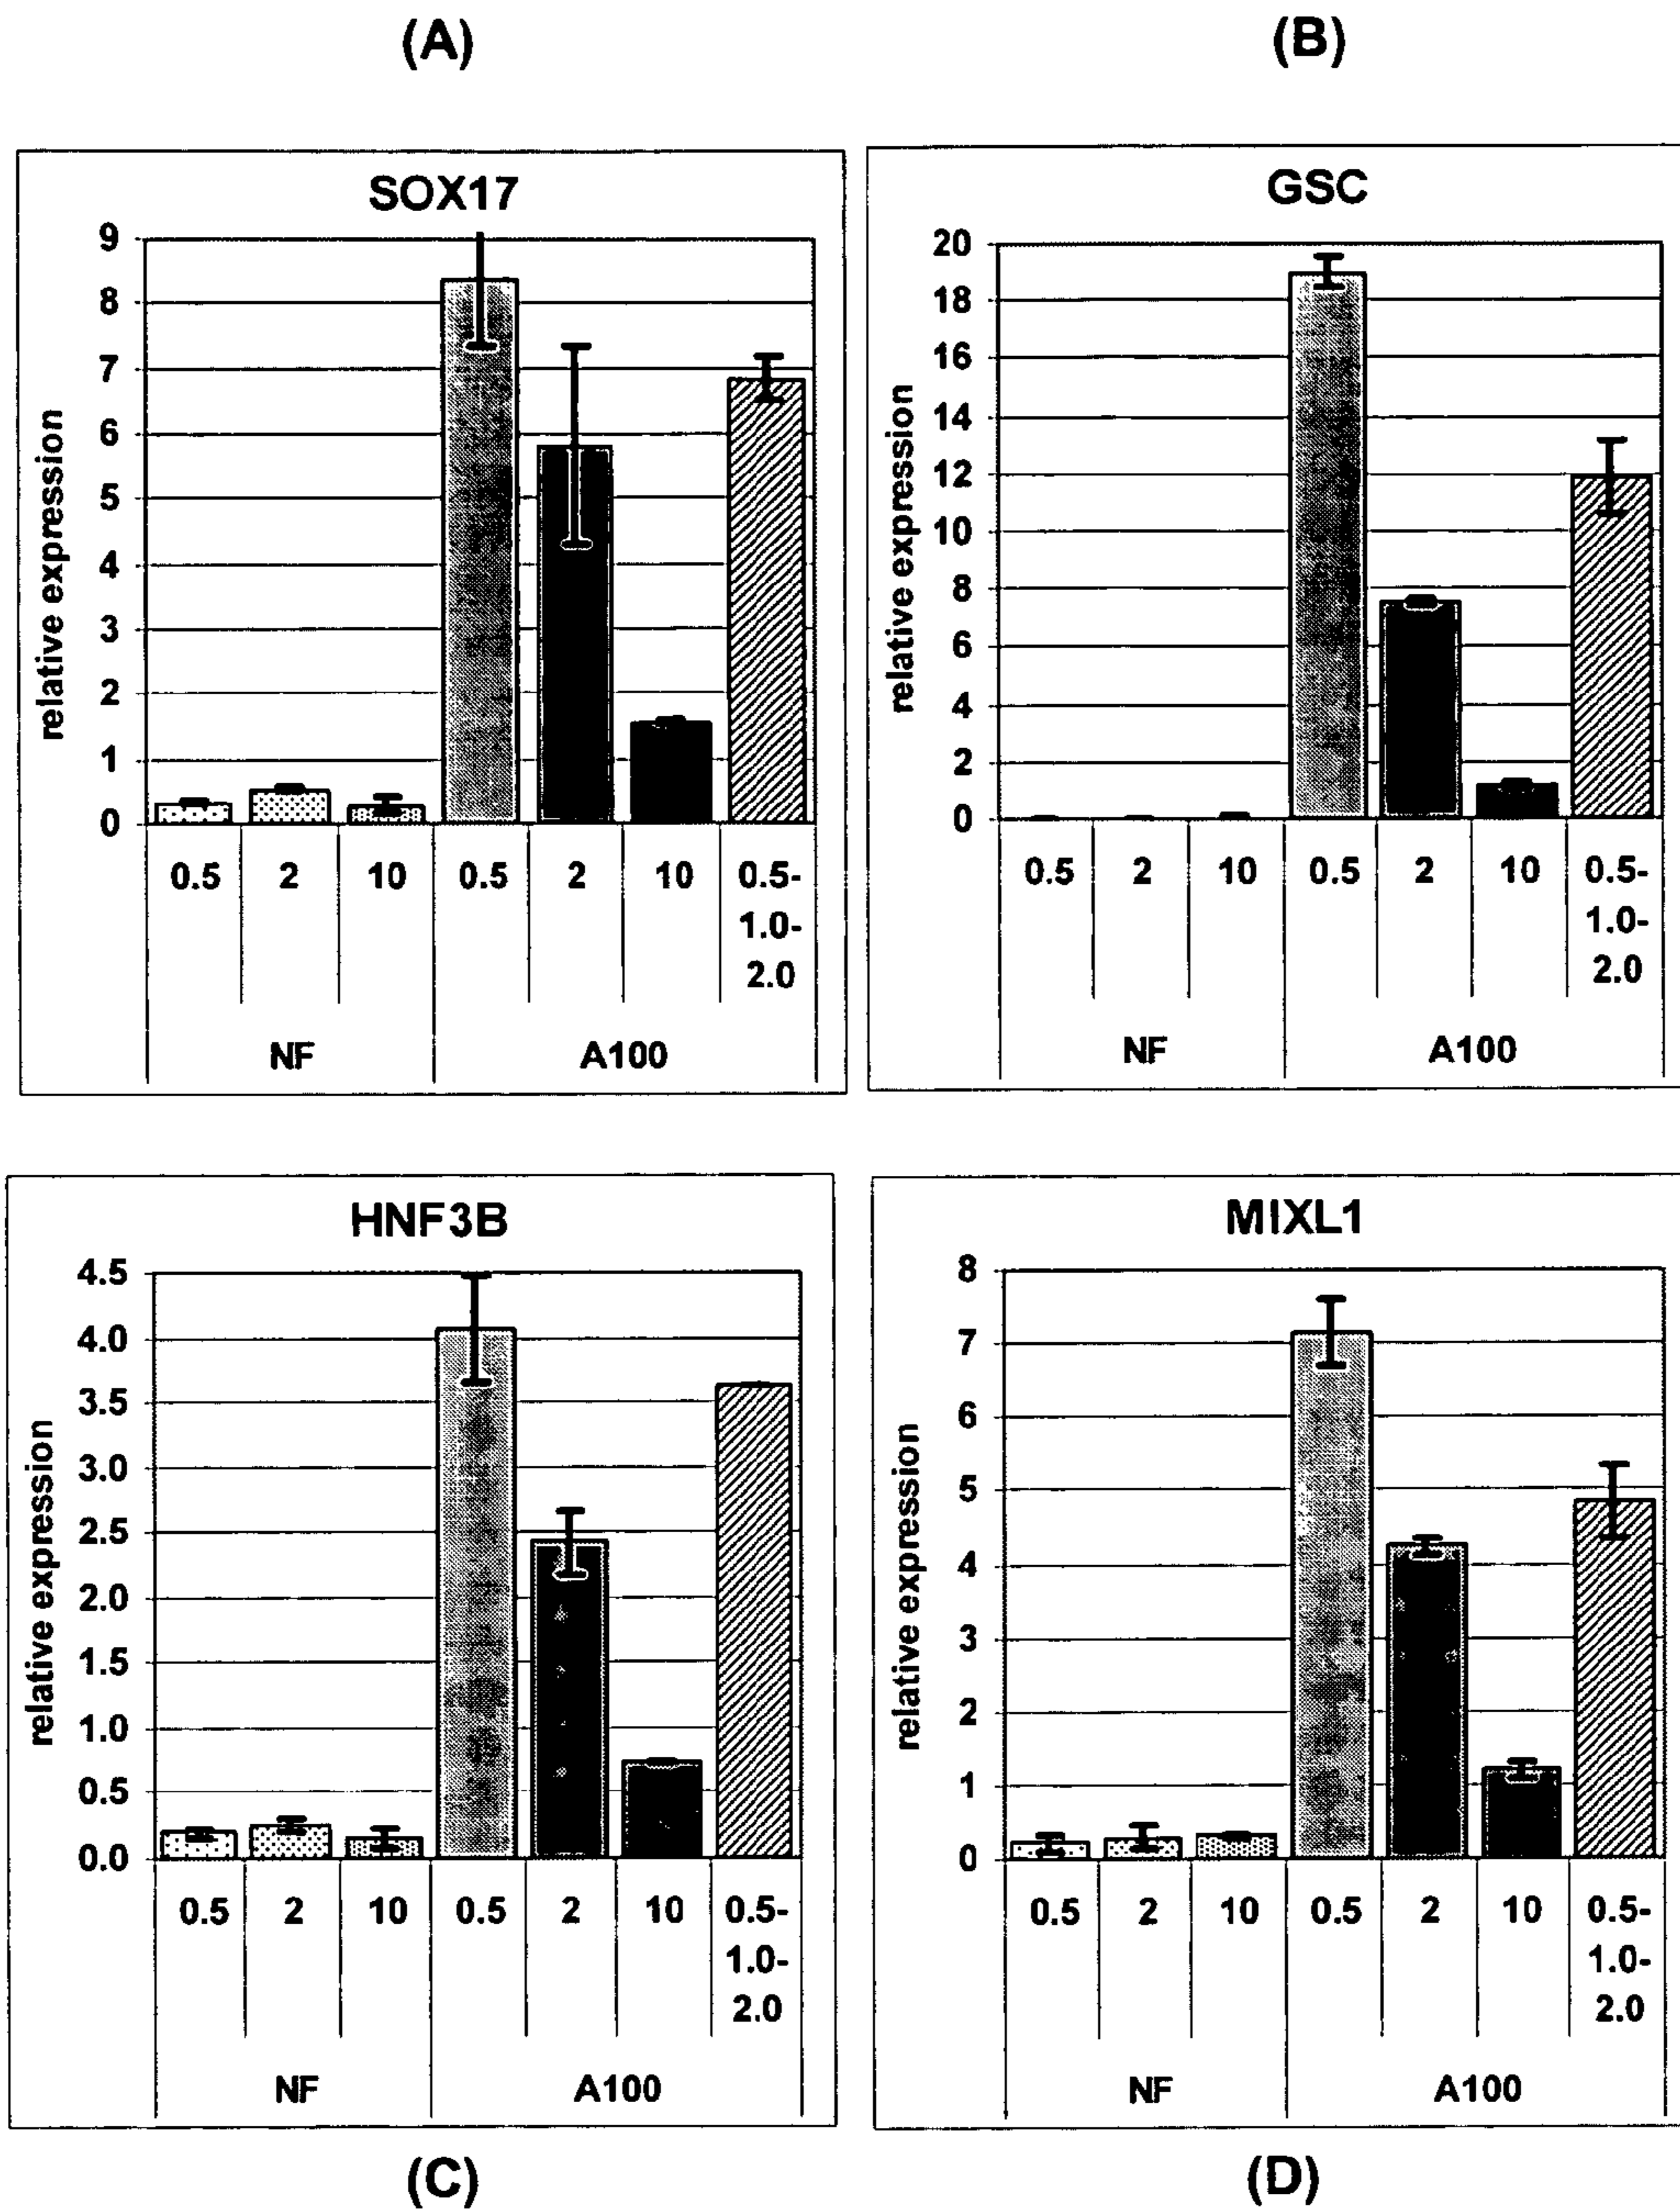 (A)
(B)
SOX17
9
8
7
6
5
4
3
2
1
0
relative expression
0.5 2 10 0.5 2 10 0.5-
1.0-
2.0
NF A100
GSC
20
18
16
14
12
10
8
6
4
2
0
relative expression
0.5 2 10 0.5 2 10 0.5-
1.0-
2.0
NF A100
HNF3B
4.5
4.0
3.5
3.0
2.5
2.0
1.5
1.0
0.5
0.0
relative expression
0.5 2 10 0.5 2 10 0.5-
1.0-
2.0
NF A100
MIXL1
8
7
6
5
4
3
2
1
0
relative expression
0.5 2 10 0.5 2 10 0.5-
1.0-
2.0
NF A100
(C)
(D)